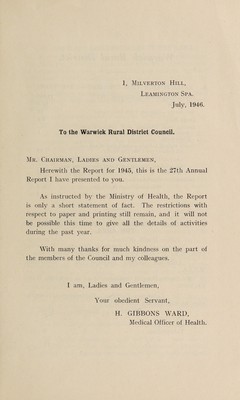 1, Milverton Hill,
Leamington Spa.
July, 1946.
To the Warwick Rural District Council.
Mr. Chairman, Ladies and Gentlemen,
Herewith the Report for 1945, this is the 27th Annual
Report I have presented to you.
As instructed by the Ministry of Health, the Report
is only a short statement of fact. The restrictions with
respect to paper and printing still remain, and it will not
be possible this time to give all the details of activities
during the past year.
With many thanks for much kindness on the part of
the members of the Council and my colleagues.
I am, Ladies and Gentlemen,
Your obedient Servant,
H. GIBBONS WARD,
Medical Officer of Health.